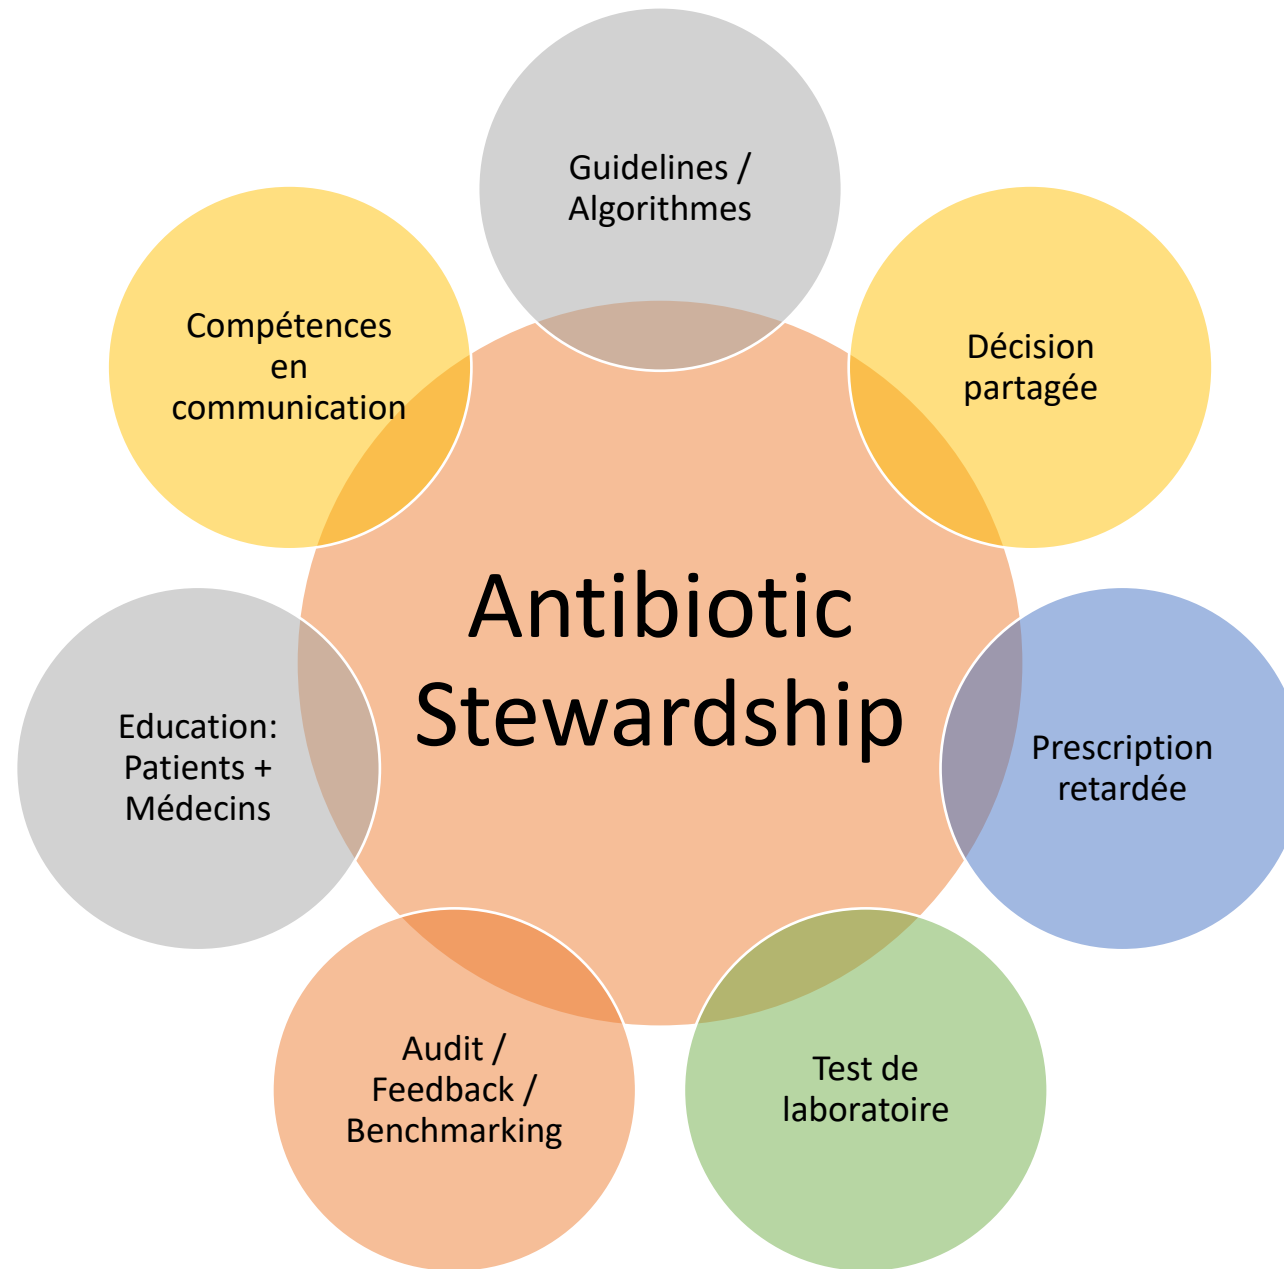 Guidelines /
Algorithmes
Compétences
en
communication
Décision
partagée
Antibiotic
Stewardship
Education:
Patients +
Médecins
Prescription
retardée
Audit /
Feedback /
Benchmarking
Test de
laboratoire